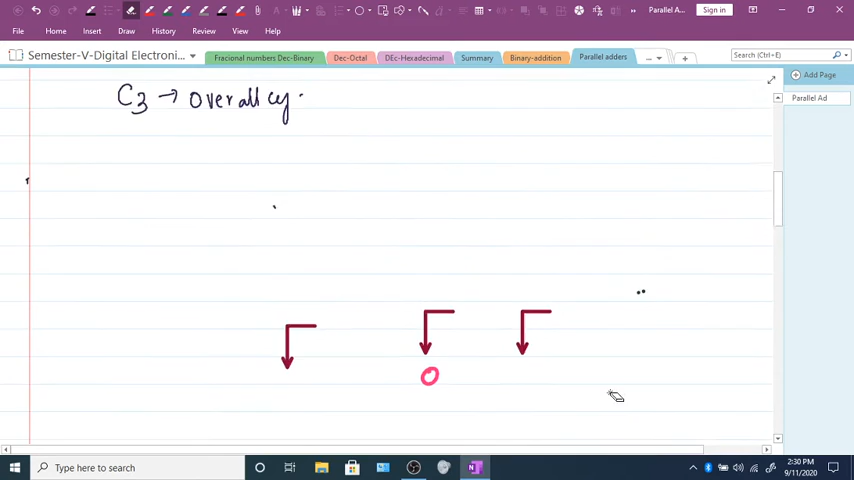 Parallel A...
Sign in
File
Home
Insert
Draw
History
Review
View
Help
Semester-V-Digital Electroni...
Fracional numbers Dec-Binary
Dec-Octal
DEc-Hexadecimal
Summary
Binary-addition
Parallel adders
Search (Ctrl+E)
Add Page
Parallel Ad
C3 → Overall cy.
0
Type here to search
2:30 PM
9/11/2020